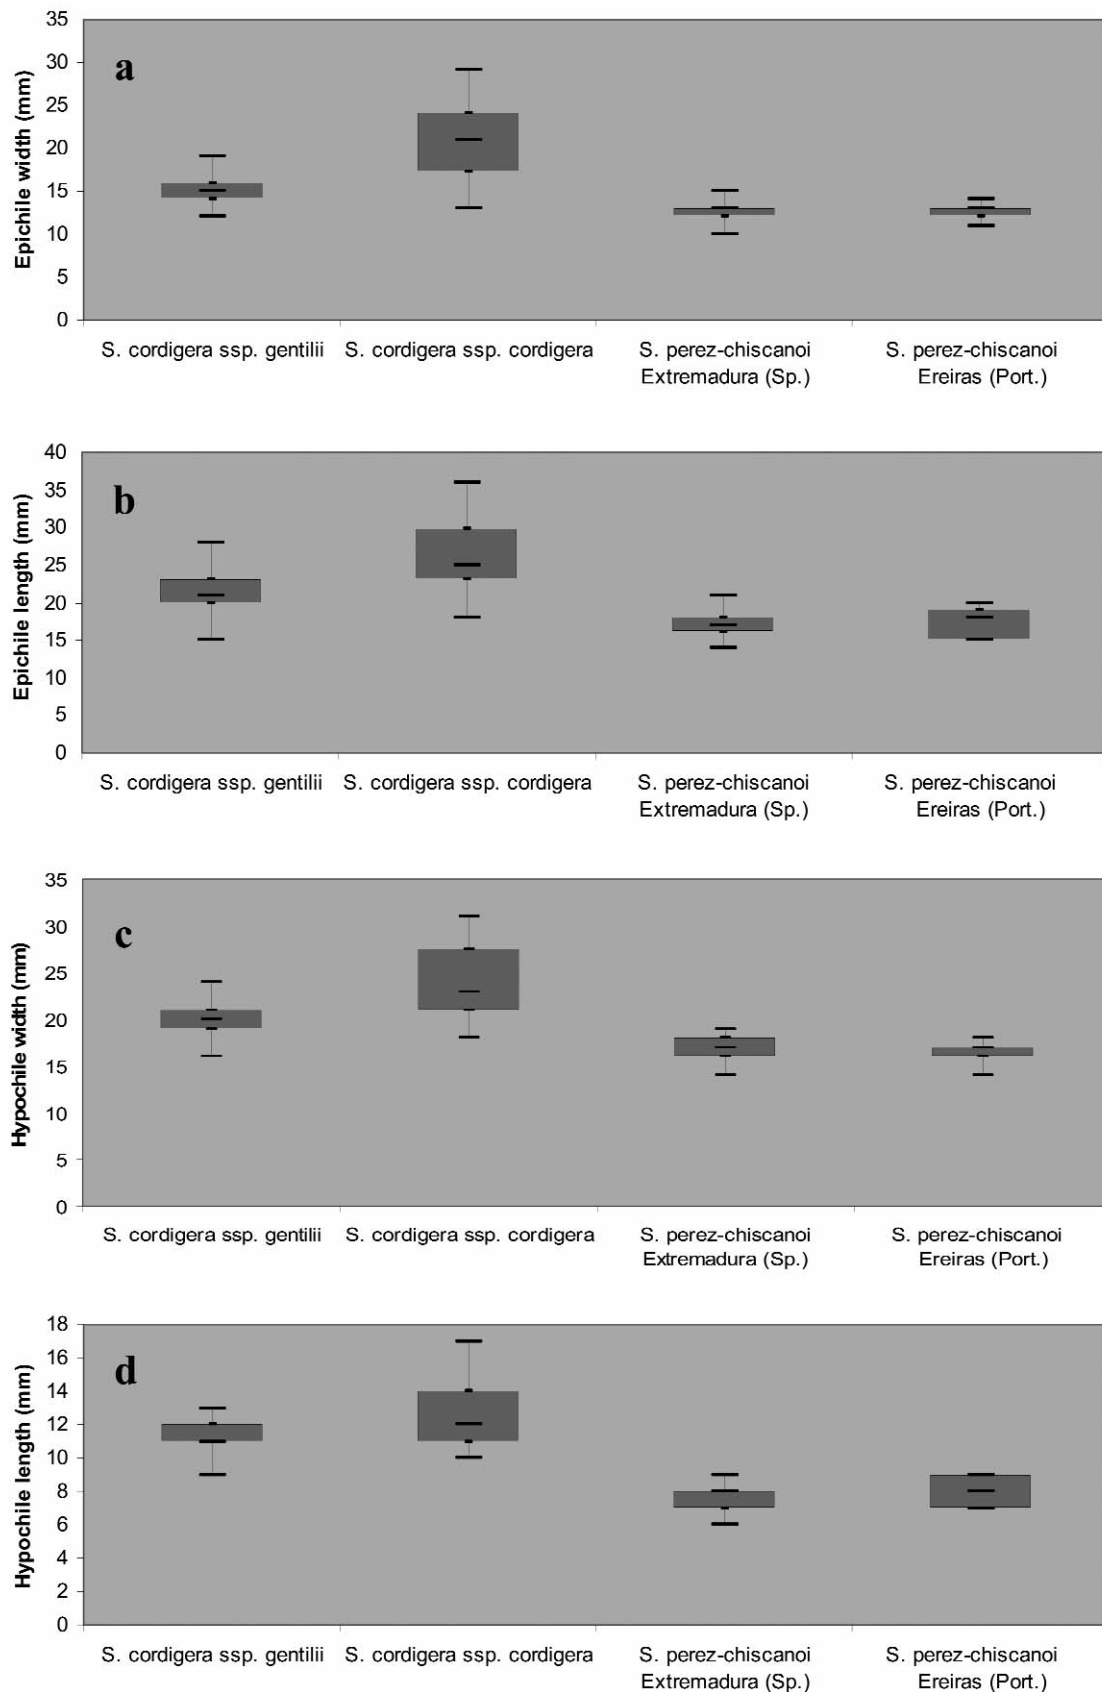 35
30
25
20
15
10
5
0
Epichile width (mm)
a
S. cordigera ssp. gentilii
S. cordigera ssp. cordigera
S. perez-chiscanoi
Extremadura (Sp.)
S. perez-chiscanoi
Ereiras (Port.)
40
35
30
25
20
15
10
5
0
Epichile length (mm)
b
S. cordigera ssp. gentilii
S. cordigera ssp. cordigera
S. perez-chiscanoi
Extremadura (Sp.)
S. perez-chiscanoi
Ereiras (Port.)
35
30
25
20
15
10
5
0
Hypochile width (mm)
c
S. cordigera ssp. gentilii
S. cordigera ssp. cordigera
S. perez-chiscanoi
Extremadura (Sp.)
S. perez-chiscanoi
Ereiras (Port.)
18
16
14
12
10
8
6
4
2
0
Hypochile length (mm)
d
S. cordigera ssp. gentilii
S. cordigera ssp. cordigera
S. perez-chiscanoi
Extremadura (Sp.)
S. perez-chiscanoi
Ereiras (Port.)